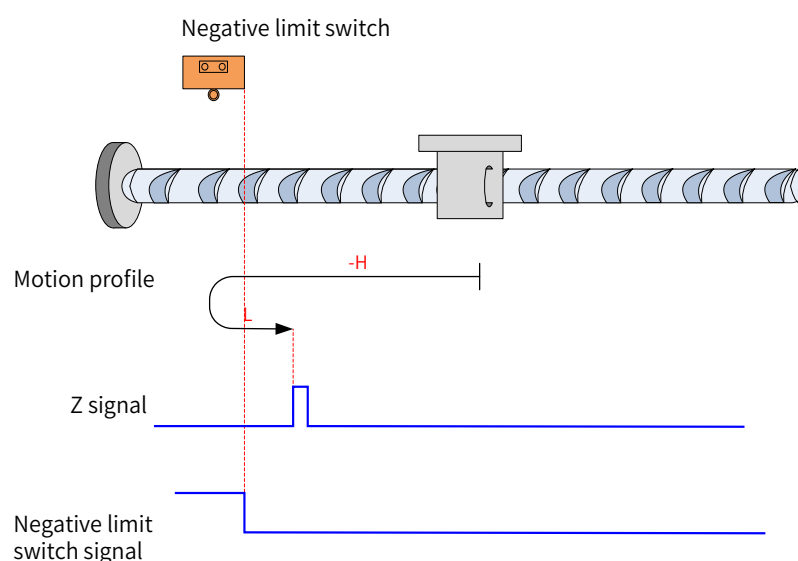 Negative limit switch
-H
Motion profile
L
Z signal
Negative limit
switch signal